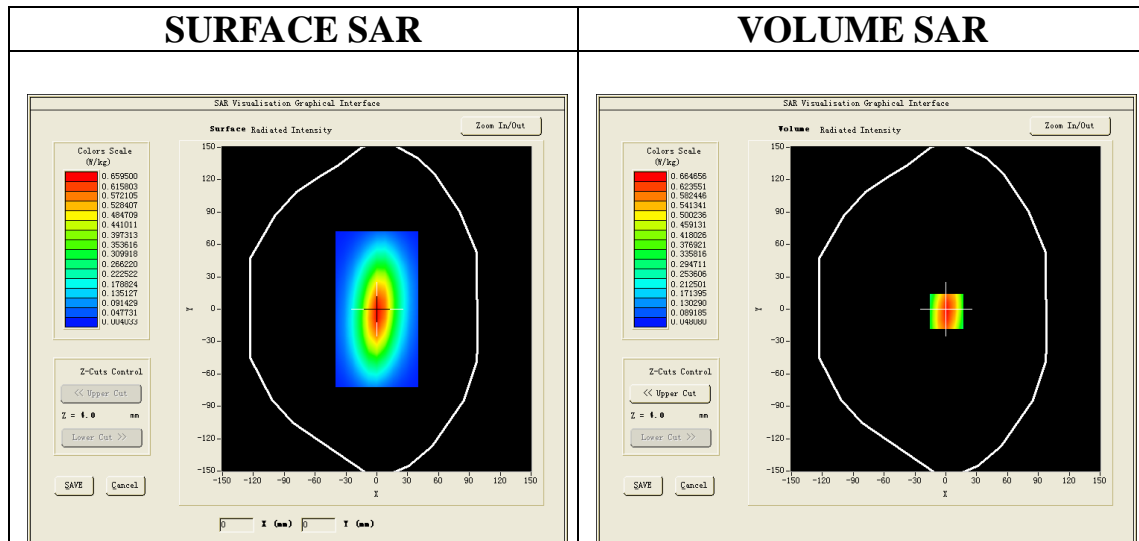 SURFACE SAR
VOLUME SAR
SAR Visualisation Graphical Interface
Surface Radiated Intensity
Zoom In/Out
Colors Scale
(W/kg)
0.659500
0.615803
0.572105
0.528407
0.484709
0.441011
0.397313
0.353616
0.309918
0.266220
0.222522
0.178824
0.135127
0.091429
0.047731
0.004033
150
120
90
60
30
0
-30
-60
-90
-120
-150
Y
-150 -120 -90 -60 -30 0 30 60 90 120 150
X
Z-Cuts Control
<< Upper Cut
Z = 4.0 mm
Lower Cut >>
SAVE Cancel
0 X (mm) 0 Y (mm)
SAR Visualisation Graphical Interface
Volume Radiated Intensity
Zoom In/Out
Colors Scale
(W/kg)
0.664656
0.623551
0.582446
0.541341
0.500236
0.459131
0.418026
0.376921
0.335816
0.294711
0.253606
0.212501
0.171395
0.130290
0.089185
0.048080
150
120
90
60
30
0
-30
-60
-90
-120
-150
Y
-150 -120 -90 -60 -30 0 30 60 90 120 150
X
Z-Cuts Control
<< Upper Cut
Z = 4.0 mm
Lower Cut >>
SAVE Cancel